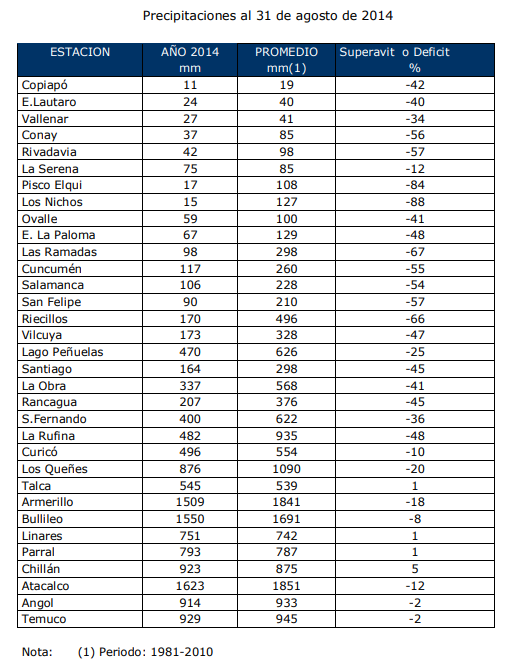 Precipitaciones al 31 de agosto de 2014
ESTACION AÑO 2014 PROMEDIO Superavit o Deficit
mm mm(1) %
Copiapó 11 19 -42
E.Lautaro 24 40 -40
Vallenar 27 41 -34
Conay 37 85 -56
Rivadavia 42 98 -57
La Serena 75 85 -12
Pisco Elqui 17 108 -84
Los Nichos 15 127 -88
Ovalle 59 100 -41
E. La Paloma 67 129 -48
Las Ramadas 98 298 -67
Cuncumén 117 260 -55
Salamanca 106 228 -54
San Felipe 90 210 -57
Riecillos 170 496 -66
Vilcuya 173 328 -47
Lago Peñuelas 470 626 -25
Santiago 164 298 -45
La Obra 337 568 -41
Rancagua 207 376 -45
S.Fernando 400 622 -36
La Rufina 482 935 -48
Curicó 496 554 -10
Los Queñes 876 1090 -20
Talca 545 539 1
Armerillo 1509 1841 -18
Bullileo 1550 1691 -8
Linares 751 742 1
Parral 793 787 1
Chillán 923 875 5
Atacalco 1623 1851 -12
Angol 914 933 -2
Temuco 929 945 -2
Nota: (1) Periodo: 1981-2010